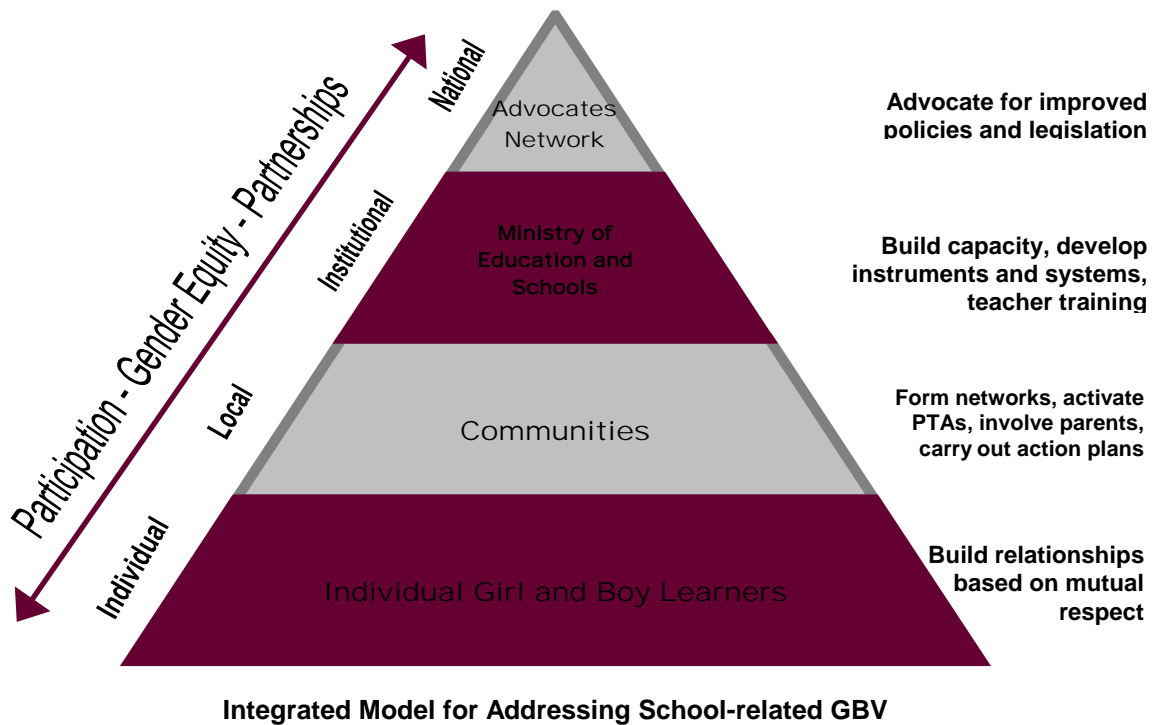 Participation - Gender Equity - Partnerships
National
Advocates
Network
Advocate for improved
policies and legislation
Institutional
Ministry of
Education and
Schools
Build capacity, develop
instruments and systems,
teacher training
Local
Communities
Form networks, activate
PTAs, involve parents,
carry out action plans
Individual
Individual Girl and Boy Learners
Build relationships
based on mutual
respect
Integrated Model for Addressing School-related GBV